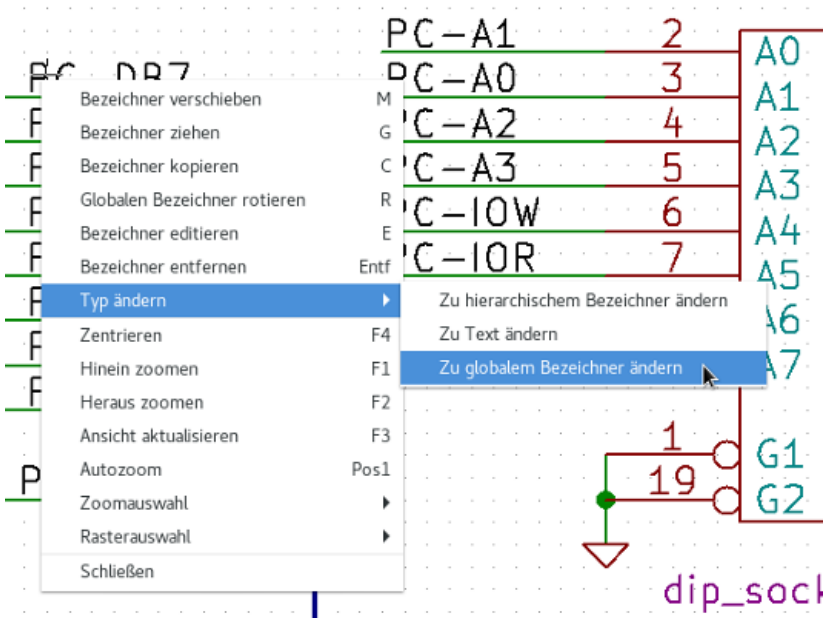 PC-A1 2
A0
PC-DB7
PC-A0 3
A1
C-A2 4
A2
C-A3 5
A3
C-IOW 6
A4
C-IOR 7
A5
Bezeichner verschieben M
Bezeichner ziehen G
Bezeichner kopieren C
Globalen Bezeichner rotieren R
Bezeichner editieren E
Bezeichner entfernen Entf
Typ ändern
Zentrieren F4
Hinein zoomen F1
Heraus zoomen F2
Ansicht aktualisieren F3
Autozoom Pos1
Zoomauswahl
Rasterauswahl
Schließen
Zu hierarchischem Bezeichner ändern
Zu Text ändern
Zu globalem Bezeichner ändern
A6
A7
P
1 G1
19 G2
dip_sock